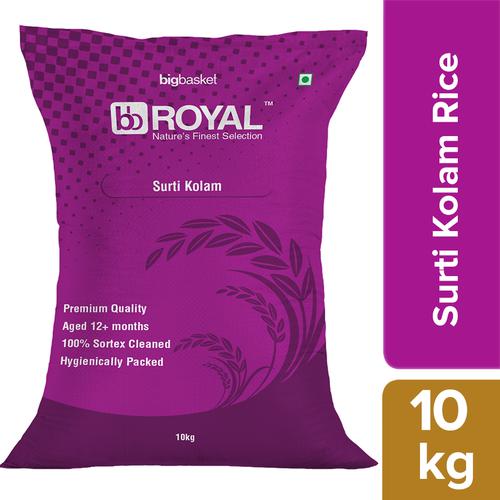 bigbasket
bb ROYAL™
Nature's Finest Selection
Surti Kolam
Premium Quality
Aged 12+ months
100% Sortex Cleaned
Hygienically Packed
10kg
Surti Kolam Rice
10
kg